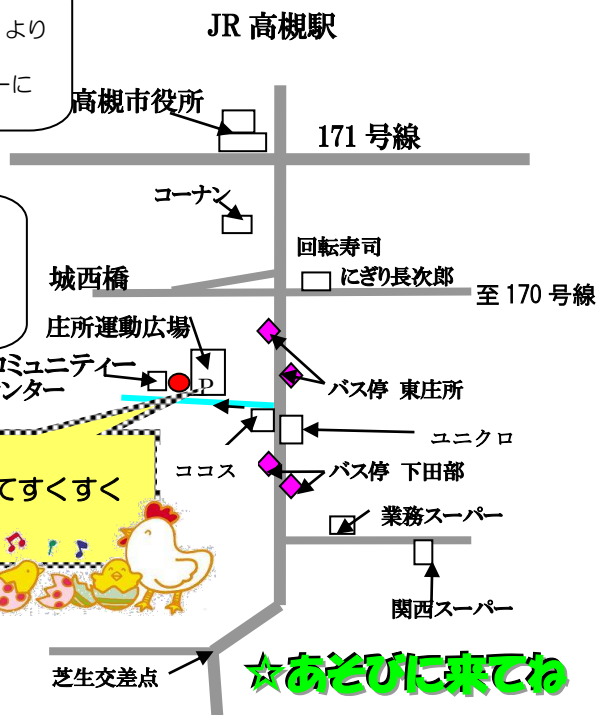 JR 高槻駅
より
ーに
高槻市役所
171 号線
コーナン
回転寿司
にぎり長次郎
城西橋
至 170 号線
庄所運動広場
コミュニティー
ンター
P
バス停 東庄所
ユニクロ
ココス
バス停 下田部
てすくすく
業務スーパー
関西スーパー
芝生交差点
☆あそびに来てね